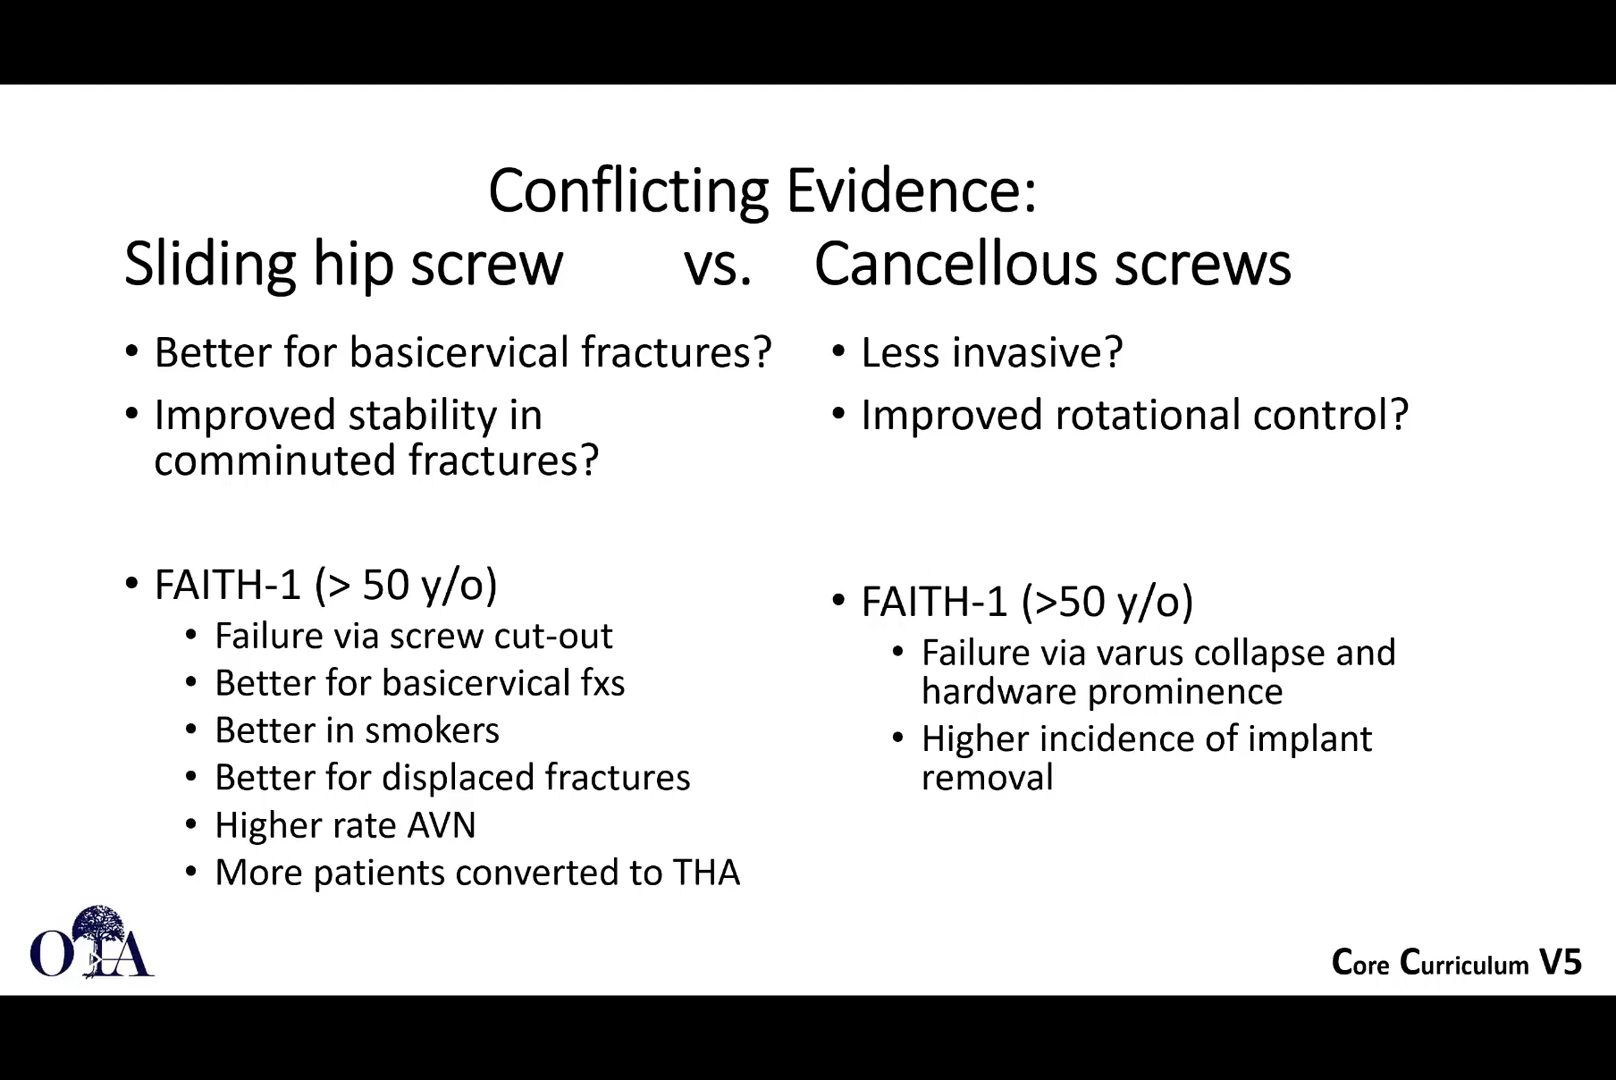 Conflicting Evidence:
Sliding hip screw vs. Cancellous screws
• Better for basicervical fractures?
• Improved stability in
comminuted fractures?
• FAITH-1 (> 50 y/o)
• Failure via screw cut-out
• Better for basicervical fxs
• Better in smokers
• Better for displaced fractures
• Higher rate AVN
• More patients converted to THA
• Less invasive?
• Improved rotational control?
• FAITH-1 (>50 y/o)
• Failure via varus collapse and
hardware prominence
• Higher incidence of implant
removal
OTA
Core Curriculum V5